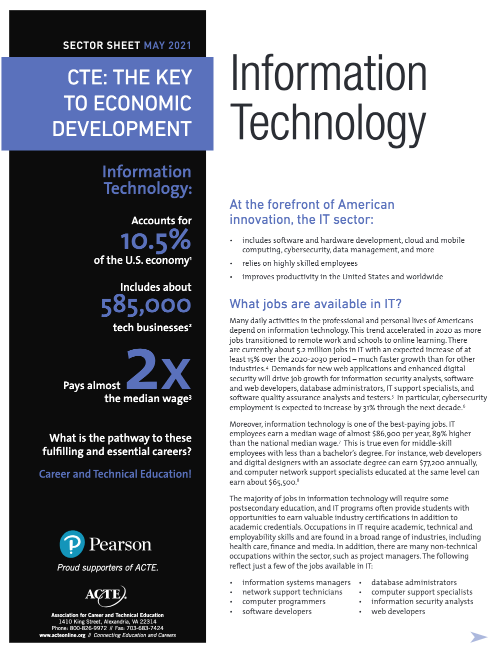 SECTOR SHEET MAY 2021
CTE: THE KEY
TO ECONOMIC
DEVELOPMENT
Information
Technology:
Accounts for
10.5%
of the U.S. economy¹
Includes about
585,000
tech businesses²
Pays almost 2x
the median wage³
What is the pathway to these
fulfilling and essential careers?
Career and Technical Education!
Pearson
Proud supporters of ACTE.
ACTE
Association for Career and Technical Education
1410 King Street, Alexandria, VA 22314
Phone: 800-826-9972 // Fax: 703-683-7424
www.acteonline.org // Connecting Education and Careers
Information
Technology
At the forefront of American
innovation, the IT sector:
• includes software and hardware development, cloud and mobile
computing, cybersecurity, data management, and more
• relies on highly skilled employees
• improves productivity in the United States and worldwide
What jobs are available in IT?
Many daily activities in the professional and personal lives of Americans
depend on information technology. This trend accelerated in 2020 as more
jobs transitioned to remote work and schools to online learning. There
are currently about 5.2 million jobs in IT with an expected increase of at
least 15% over the 2020-2030 period – much faster growth than for other
industries.⁴ Demands for new web applications and enhanced digital
security will drive job growth for information security analysts, software
and web developers, database administrators, IT support specialists, and
software quality assurance analysts and testers.⁵ In particular, cybersecurity
employment is expected to increase by 31% through the next decade.⁶
Moreover, information technology is one of the best-paying jobs. IT
employees earn a median wage of almost $86,900 per year, 89% higher
than the national median wage.⁷ This is true even for middle-skill
employees with less than a bachelor's degree. For instance, web developers
and digital designers with an associate degree can earn $77,200 annually,
and computer network support specialists educated at the same level can
earn about $65,500.⁸
The majority of jobs in information technology will require some
postsecondary education, and IT programs often provide students with
opportunities to earn valuable industry certifications in addition to
academic credentials. Occupations in IT require academic, technical and
employability skills and are found in a broad range of industries, including
health care, finance and media. In addition, there are many non-technical
occupations within the sector, such as project managers. The following
reflect just a few of the jobs available in IT:
• information systems managers
• network support technicians
• computer programmers
• software developers
• database administrators
• computer support specialists
• information security analysts
• web developers